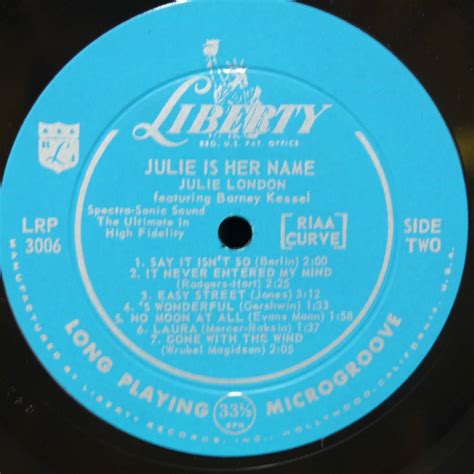 LIBERTY
REG. U.S. PAT. OFFICE
JULIE IS HER NAME
JULIE LONDON
featuring Barney Kessel
"L"
LRP
3006
Spectra-Sonic Sound
The Ultimate In
High Fidelity
[RIAA
CURVE]
SIDE
TWO
1. SAY IT ISN'T SO (Berlin) 2:00
2. IT NEVER ENTERED MY MIND
(Rodgers-Hart) 2:25
3. EASY STREET (Jones) 3:12
4. 'S WONDERFUL (Gershwin) 1:37
5. NO MOON AT ALL (Evans Mann) 1:58
6. LAURA (Mercer-Raksin) 1:37
7. GONE WITH THE WIND
(Wrubel Magidson) 2:05
LONG PLAYING 33⅓ RPM MICROGROOVE
MANUFACTURED BY LIBERTY RECORDS, INC., HOLLYWOOD, CALIFORNIA, U.S.A.